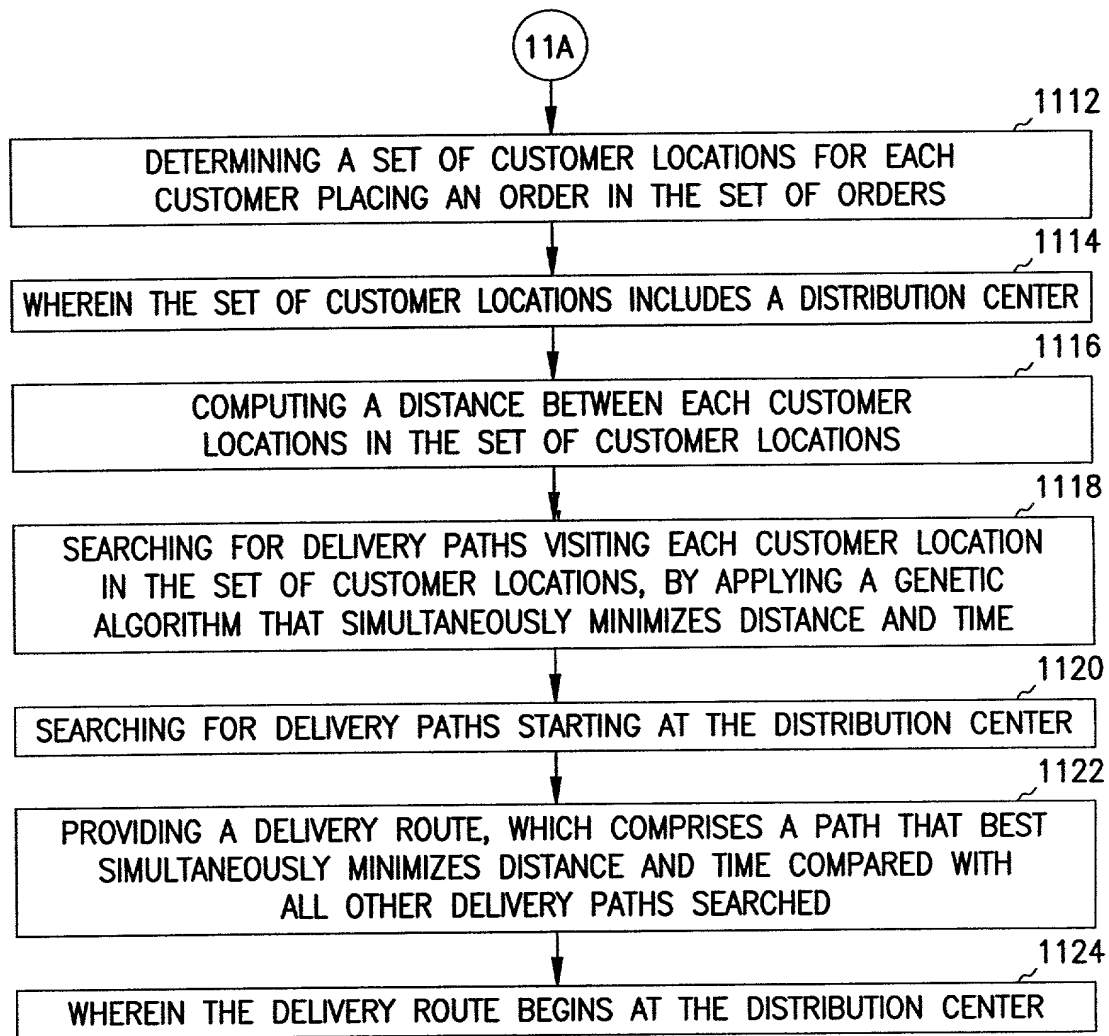 11A
1112
DETERMINING A SET OF CUSTOMER LOCATIONS FOR EACH
CUSTOMER PLACING AN ORDER IN THE SET OF ORDERS
1114
WHEREIN THE SET OF CUSTOMER LOCATIONS INCLUDES A DISTRIBUTION CENTER
1116
COMPUTING A DISTANCE BETWEEN EACH CUSTOMER
LOCATIONS IN THE SET OF CUSTOMER LOCATIONS
1118
SEARCHING FOR DELIVERY PATHS VISITING EACH CUSTOMER LOCATION
IN THE SET OF CUSTOMER LOCATIONS, BY APPLYING A GENETIC
ALGORITHM THAT SIMULTANEOUSLY MINIMIZES DISTANCE AND TIME
1120
SEARCHING FOR DELIVERY PATHS STARTING AT THE DISTRIBUTION CENTER
1122
PROVIDING A DELIVERY ROUTE, WHICH COMPRISES A PATH THAT BEST
SIMULTANEOUSLY MINIMIZES DISTANCE AND TIME COMPARED WITH
ALL OTHER DELIVERY PATHS SEARCHED
1124
WHEREIN THE DELIVERY ROUTE BEGINS AT THE DISTRIBUTION CENTER